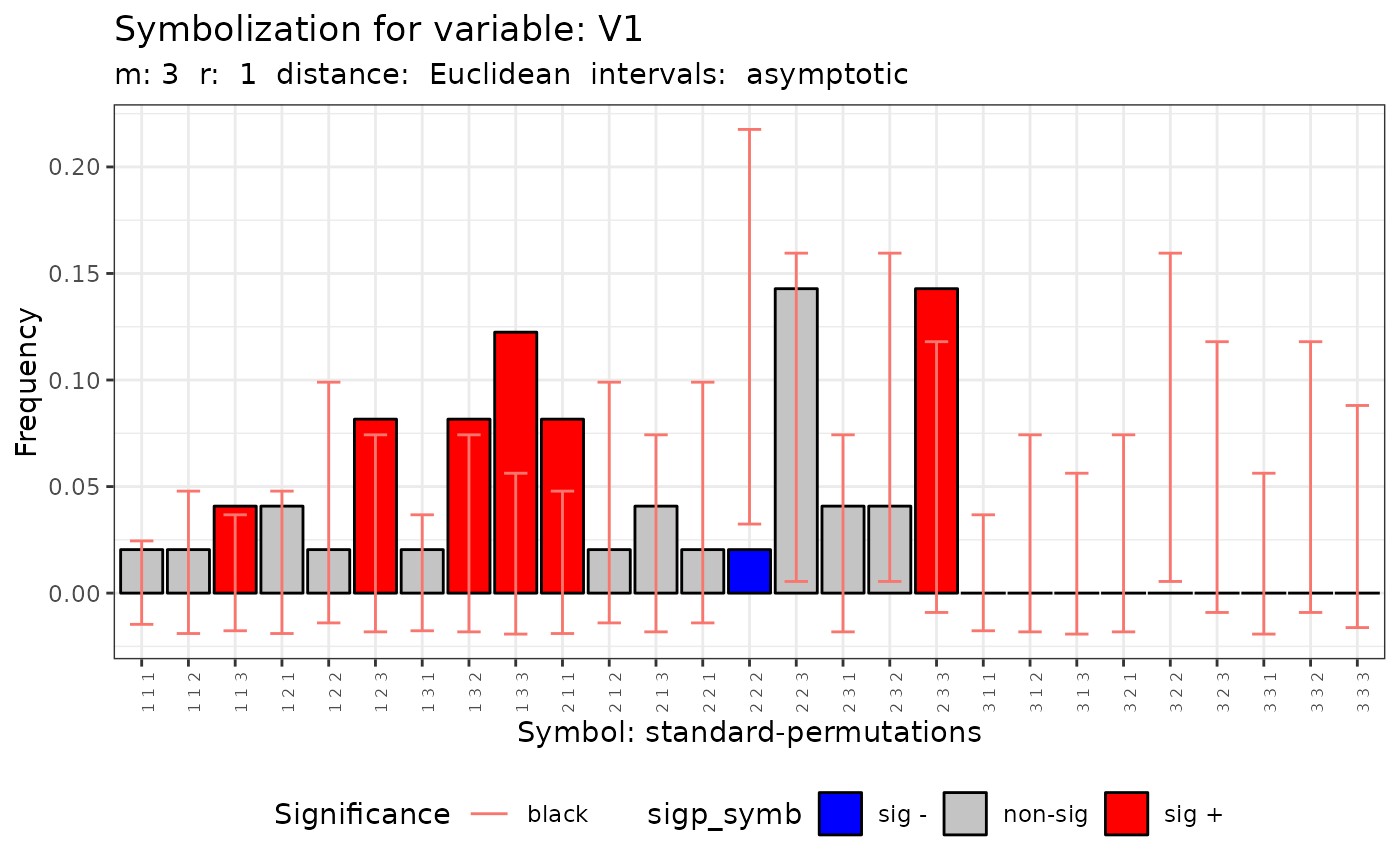 Symbolization for variable: V1
m: 3 r: 1 distance: Euclidean intervals: asymptotic
Frequency
0.20
0.15
0.10
0.05
0.00
1 1 1
1 1 2
1 1 3
1 2 1
1 2 2
1 2 3
1 3 1
1 3 2
1 3 3
2 1 1
2 1 2
2 1 3
2 2 1
2 2 2
2 2 3
2 3 1
2 3 2
2 3 3
3 1 1
3 1 2
3 1 3
3 2 1
3 2 2
3 2 3
3 3 1
3 3 2
3 3 3
Symbol: standard-permutations
Significance black sigp_symb sig - non-sig sig +